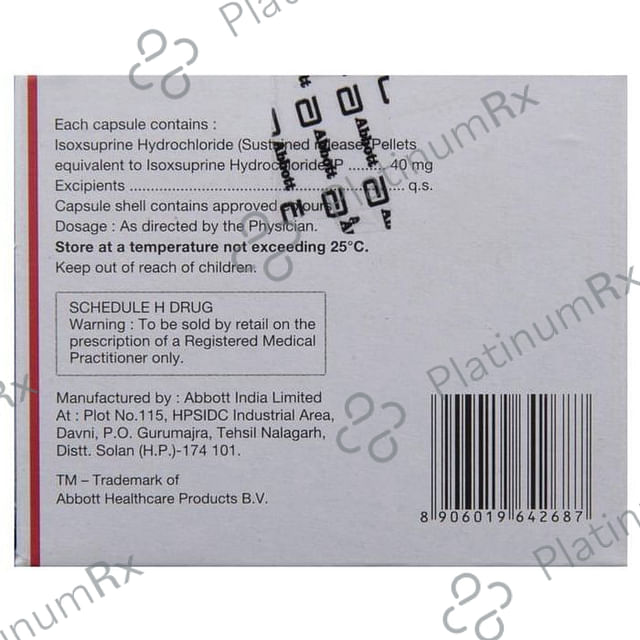 Each capsule contains :
Isoxsuprine Hydrochloride (Sustained Release Pellets
equivalent to Isoxsuprine Hydrochloride IP ........ 40 mg
Excipients ................................................... q.s.
Capsule shell contains approved colours.
Dosage : As directed by the Physician.
Store at a temperature not exceeding 25°C.
Keep out of reach of children.
SCHEDULE H DRUG
Warning : To be sold by retail on the
prescription of a Registered Medical
Practitioner only.
Manufactured by : Abbott India Limited
At : Plot No.115, HPSIDC Industrial Area,
Davni, P.O. Gurumajra, Tehsil Nalagarh,
Distt. Solan (H.P.)-174 101.
TM – Trademark of
Abbott Healthcare Products B.V.
8 906019 642687
Abbott
Abbott
Abbott
PlatinumRx
PlatinumRx
PlatinumRx